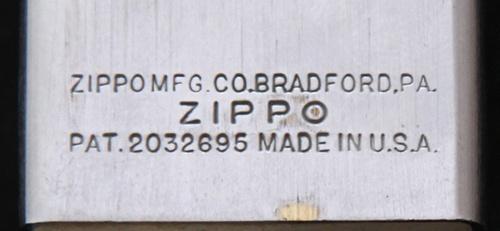 ZIPPO MFG. CO. BRADFORD, PA.
ZIPPO
PAT. 2032695 MADE IN U.S.A.